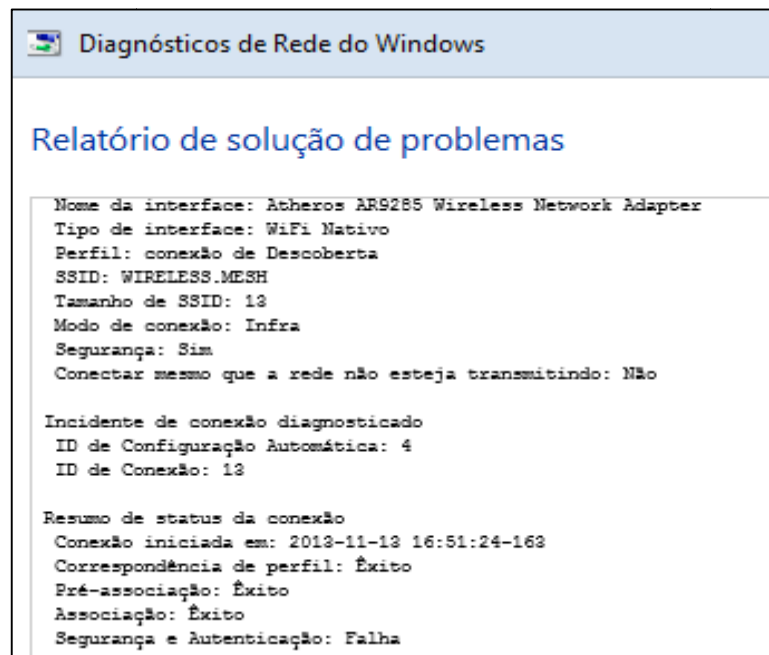 Diagnósticos de Rede do Windows
Relatório de solução de problemas
Nome da interface: Atheros AR9285 Wireless Network Adapter
Tipo de interface: WiFi Nativo
Perfil: conexão de Descoberta
SSID: WIRELESS.MESH
Tamanho de SSID: 13
Modo de conexão: Infra
Segurança: Sim
Conectar mesmo que a rede não esteja transmitindo: Não
Incidente de conexão diagnosticado
ID de Configuração Automática: 4
ID de Conexão: 13
Resumo de status da conexão
Conexão iniciada em: 2013-11-13 16:51:24-163
Correspondência de perfil: Êxito
Pré-associação: Êxito
Associação: Êxito
Segurança e Autenticação: Falha